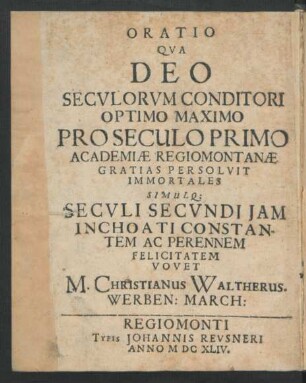 ORATIO
QVA
DEO
SECVLORVM CONDITORI
OPTIMO MAXIMO
PRO SECULO PRIMO
ACADEMIÆ REGIOMONTANÆ
GRATIAS PERSOLVIT
IMMORTALES
SIMULQ;
SECVLI SECVNDI JAM
INCHOATI CONSTAN-
TEM AC PERENNEM
FELICITATEM
VOVET
M. CHRISTIANUS WALTHERUS.
WERBEN: MARCH:
REGIOMONTI
TYPIS JOHANNIS REVSNERI
ANNO M DC XLIV.